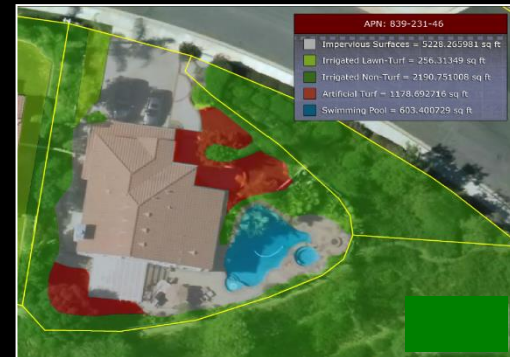 APN: 839-231-46
Impervious Surfaces = 5228.265981 sq ft
Irrigated Lawn-Turf = 256.31349 sq ft
Irrigated Non-Turf = 2190.751008 sq ft
Artificial Turf = 1178.692716 sq ft
Swimming Pool = 603.400729 sq ft